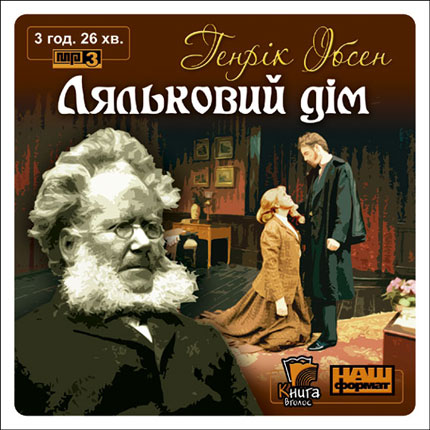 3 год. 26 хв.
mp3
Генрік Ібсен
Ляльковий дім
Книга
Вголос
НАШ
формат